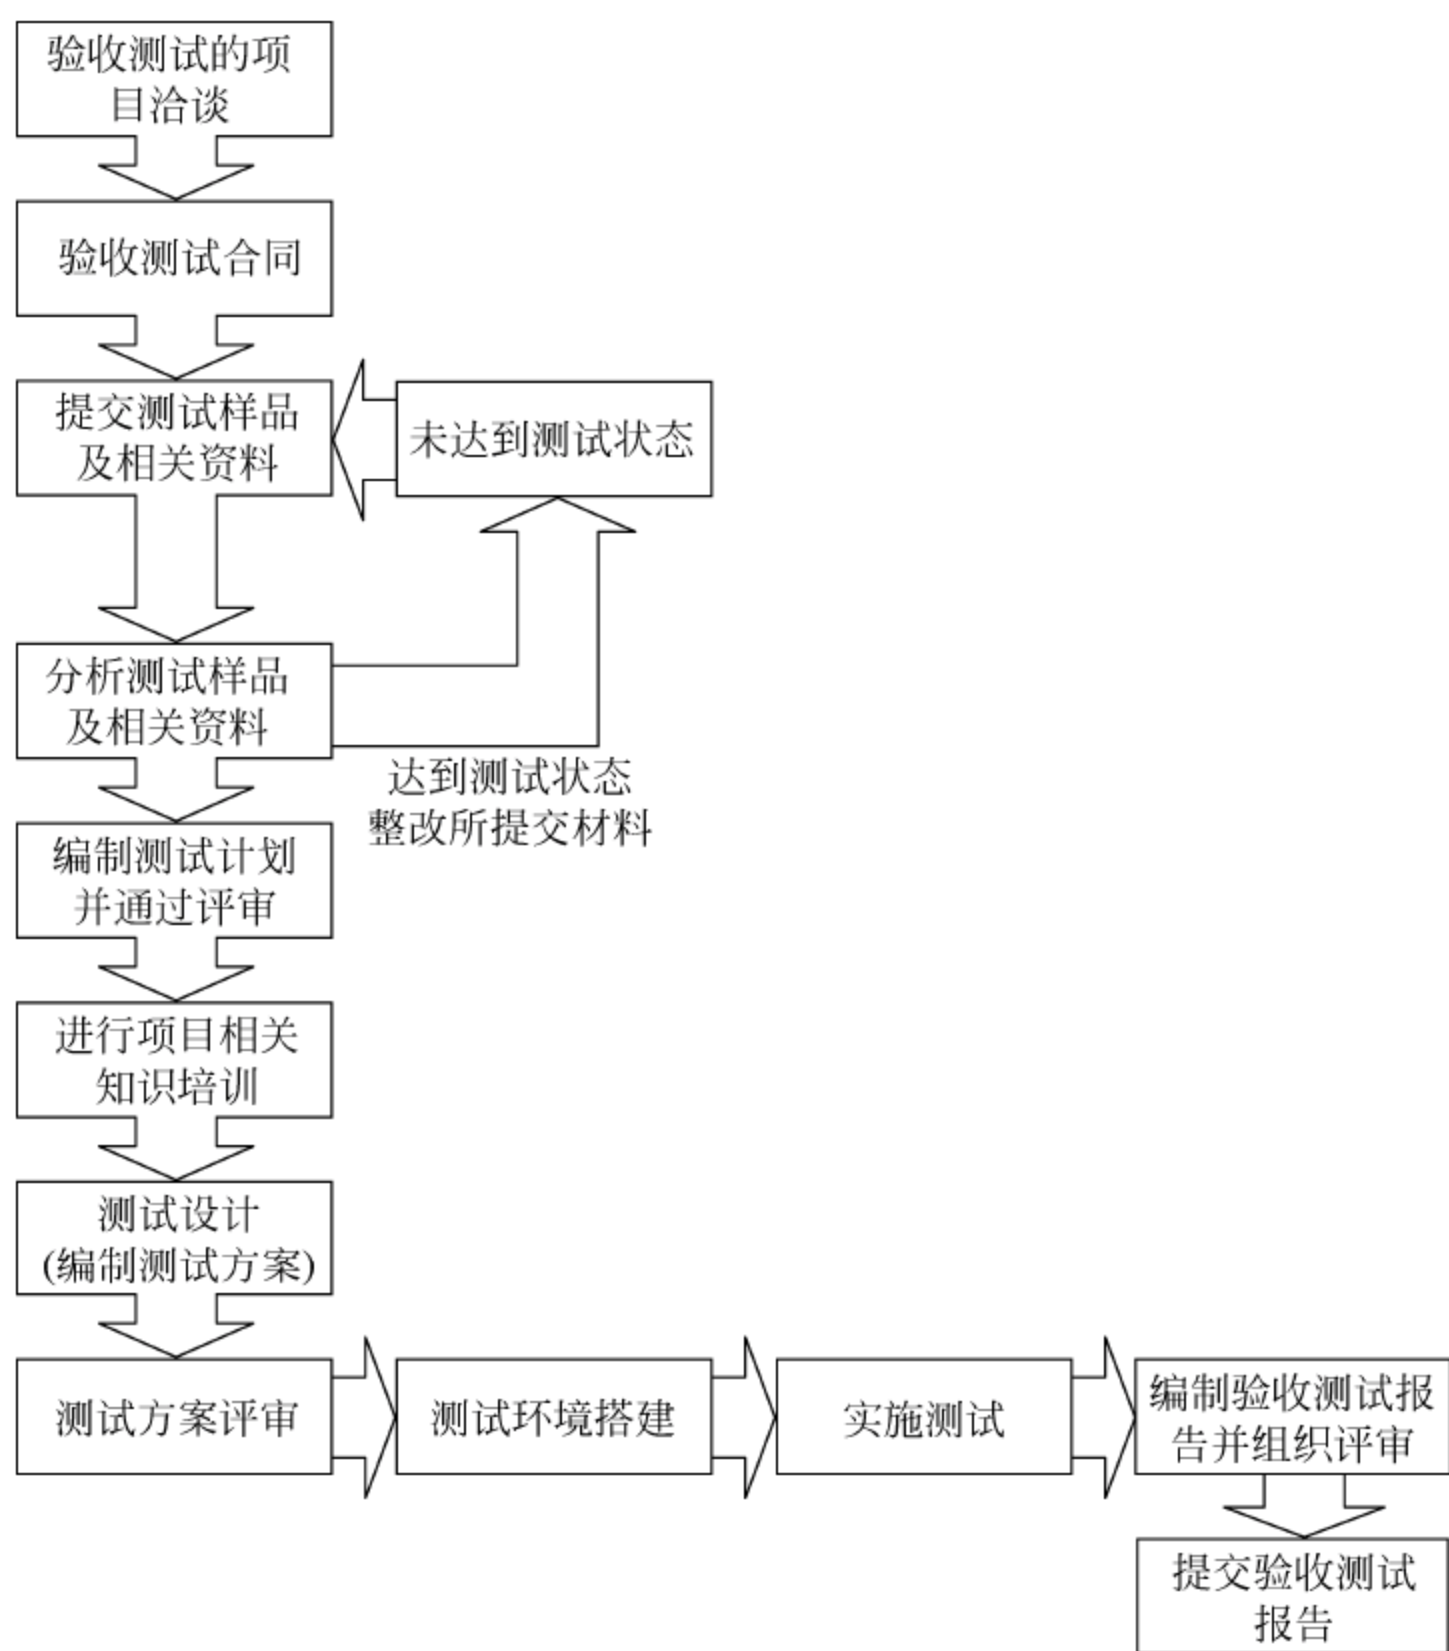 验收测试的项
目洽谈
验收测试合同
提交测试样品
及相关资料
未达到测试状态
分析测试样品
及相关资料
达到测试状态
整改所提交材料
编制测试计划
并通过评审
进行项目相关
知识培训
测试设计
(编制测试方案)
测试方案评审
测试环境搭建
实施测试
编制验收测试报
告并组织评审
提交验收测试
报告